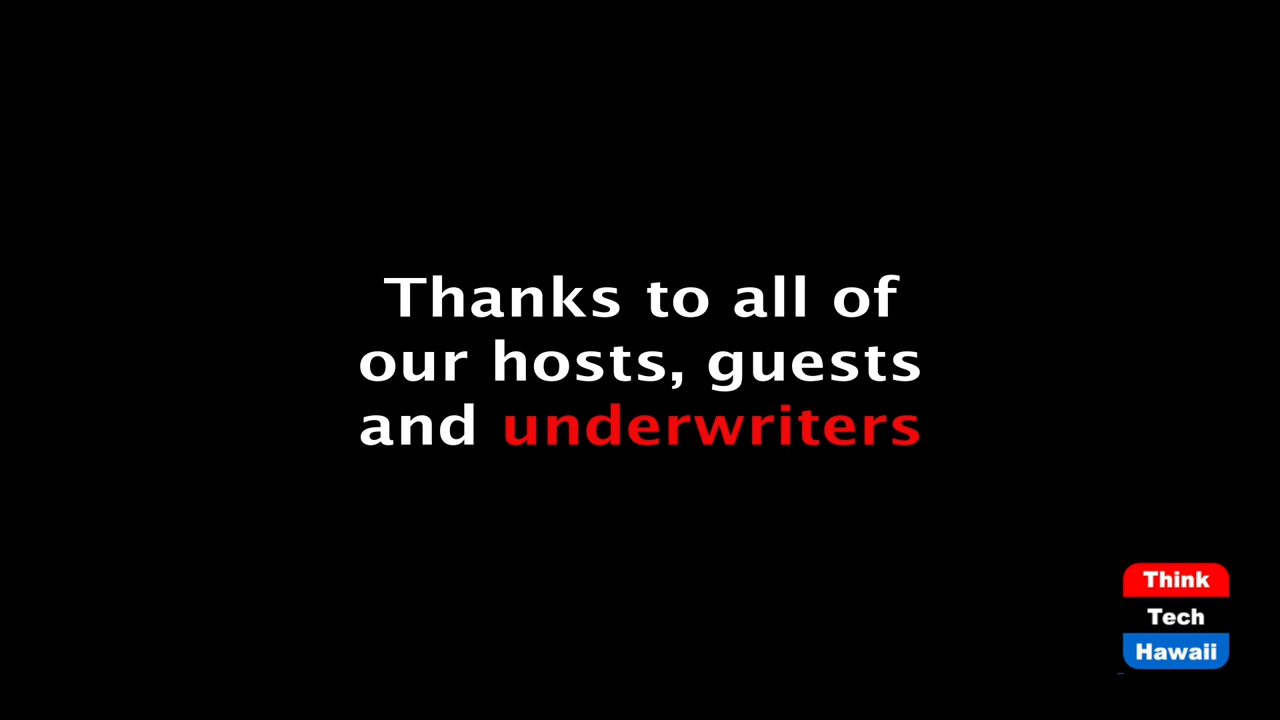 Thanks to all of
our hosts, guests
and underwriters
Think
Tech
Hawaii